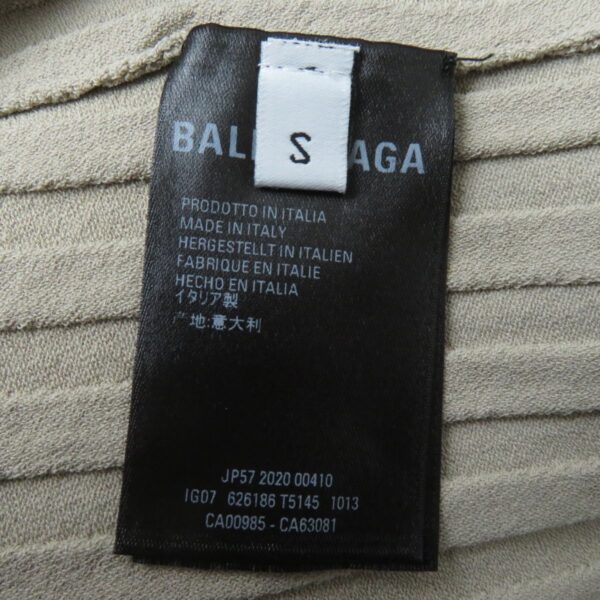 S
BAL AGA
PRODOTTO IN ITALIA
MADE IN ITALY
HERGESTELLT IN ITALIEN
FABRIQUE EN ITALIE
HECHO EN ITALIA
イタリア製
产地:意大利
JP57 2020 00410
IG07 626186 T5145 1013
CA00985 - CA63081